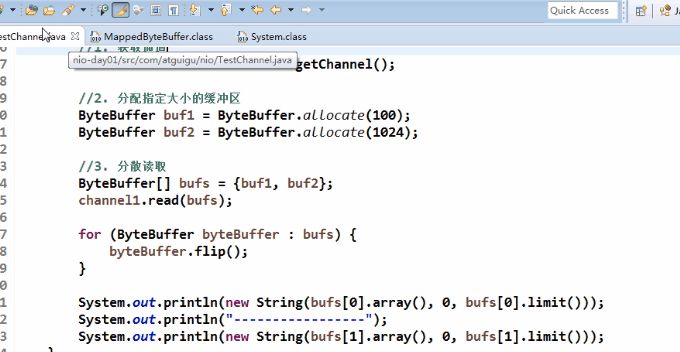 Quick Access
estChannel.java MappedByteBuffer.class System.class
//1. 获取通道
nio-day01/src/com/atguigu/nio/TestChannel.java
7 getChannel();
8
9 //2. 分配指定大小的缓冲区
0 ByteBuffer buf1 = ByteBuffer.allocate(100);
1 ByteBuffer buf2 = ByteBuffer.allocate(1024);
2
3 //3. 分散读取
4 ByteBuffer[] bufs = {buf1, buf2};
5 channel1.read(bufs);
6
7 for (ByteBuffer byteBuffer : bufs) {
8 byteBuffer.flip();
9 }
0
1 System.out.println(new String(bufs[0].array(), 0, bufs[0].limit()));
2 System.out.println("-----------------");
3 System.out.println(new String(bufs[1].array(), 0, bufs[1].limit()));